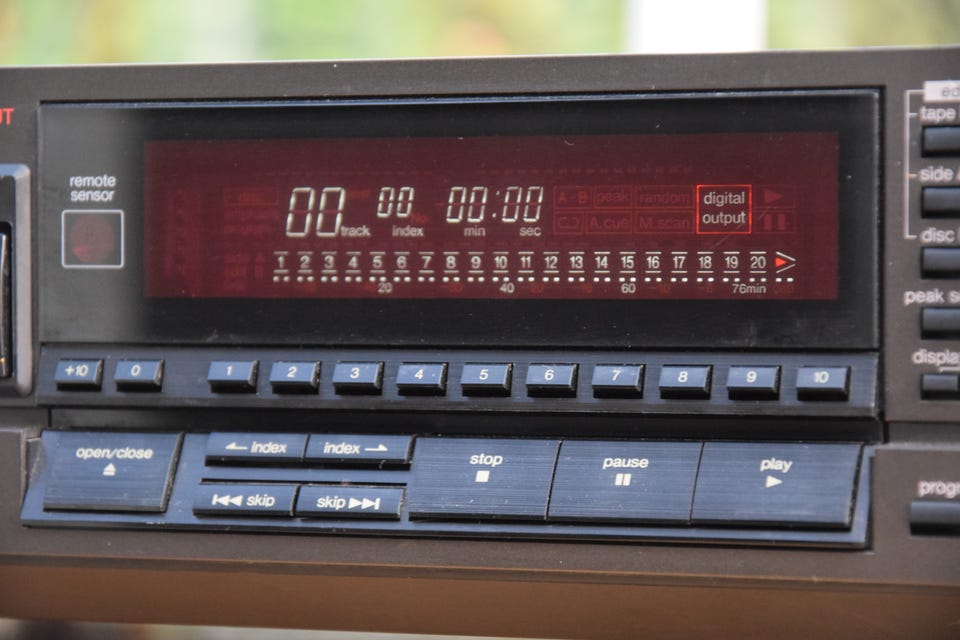 remote
sensor
00 track 00 index 00:00 min sec
A-B peak random digital
A.cue M.scan output
1 2 3 4 5 6 7 8 9 10 11 12 13 14 15 16 17 18 19 20
20 40 60 76min
+10 0 1 2 3 4 5 6 7 8 9 10
open/close
index index
skip skip
stop
pause
play
tape
side
disc
peak